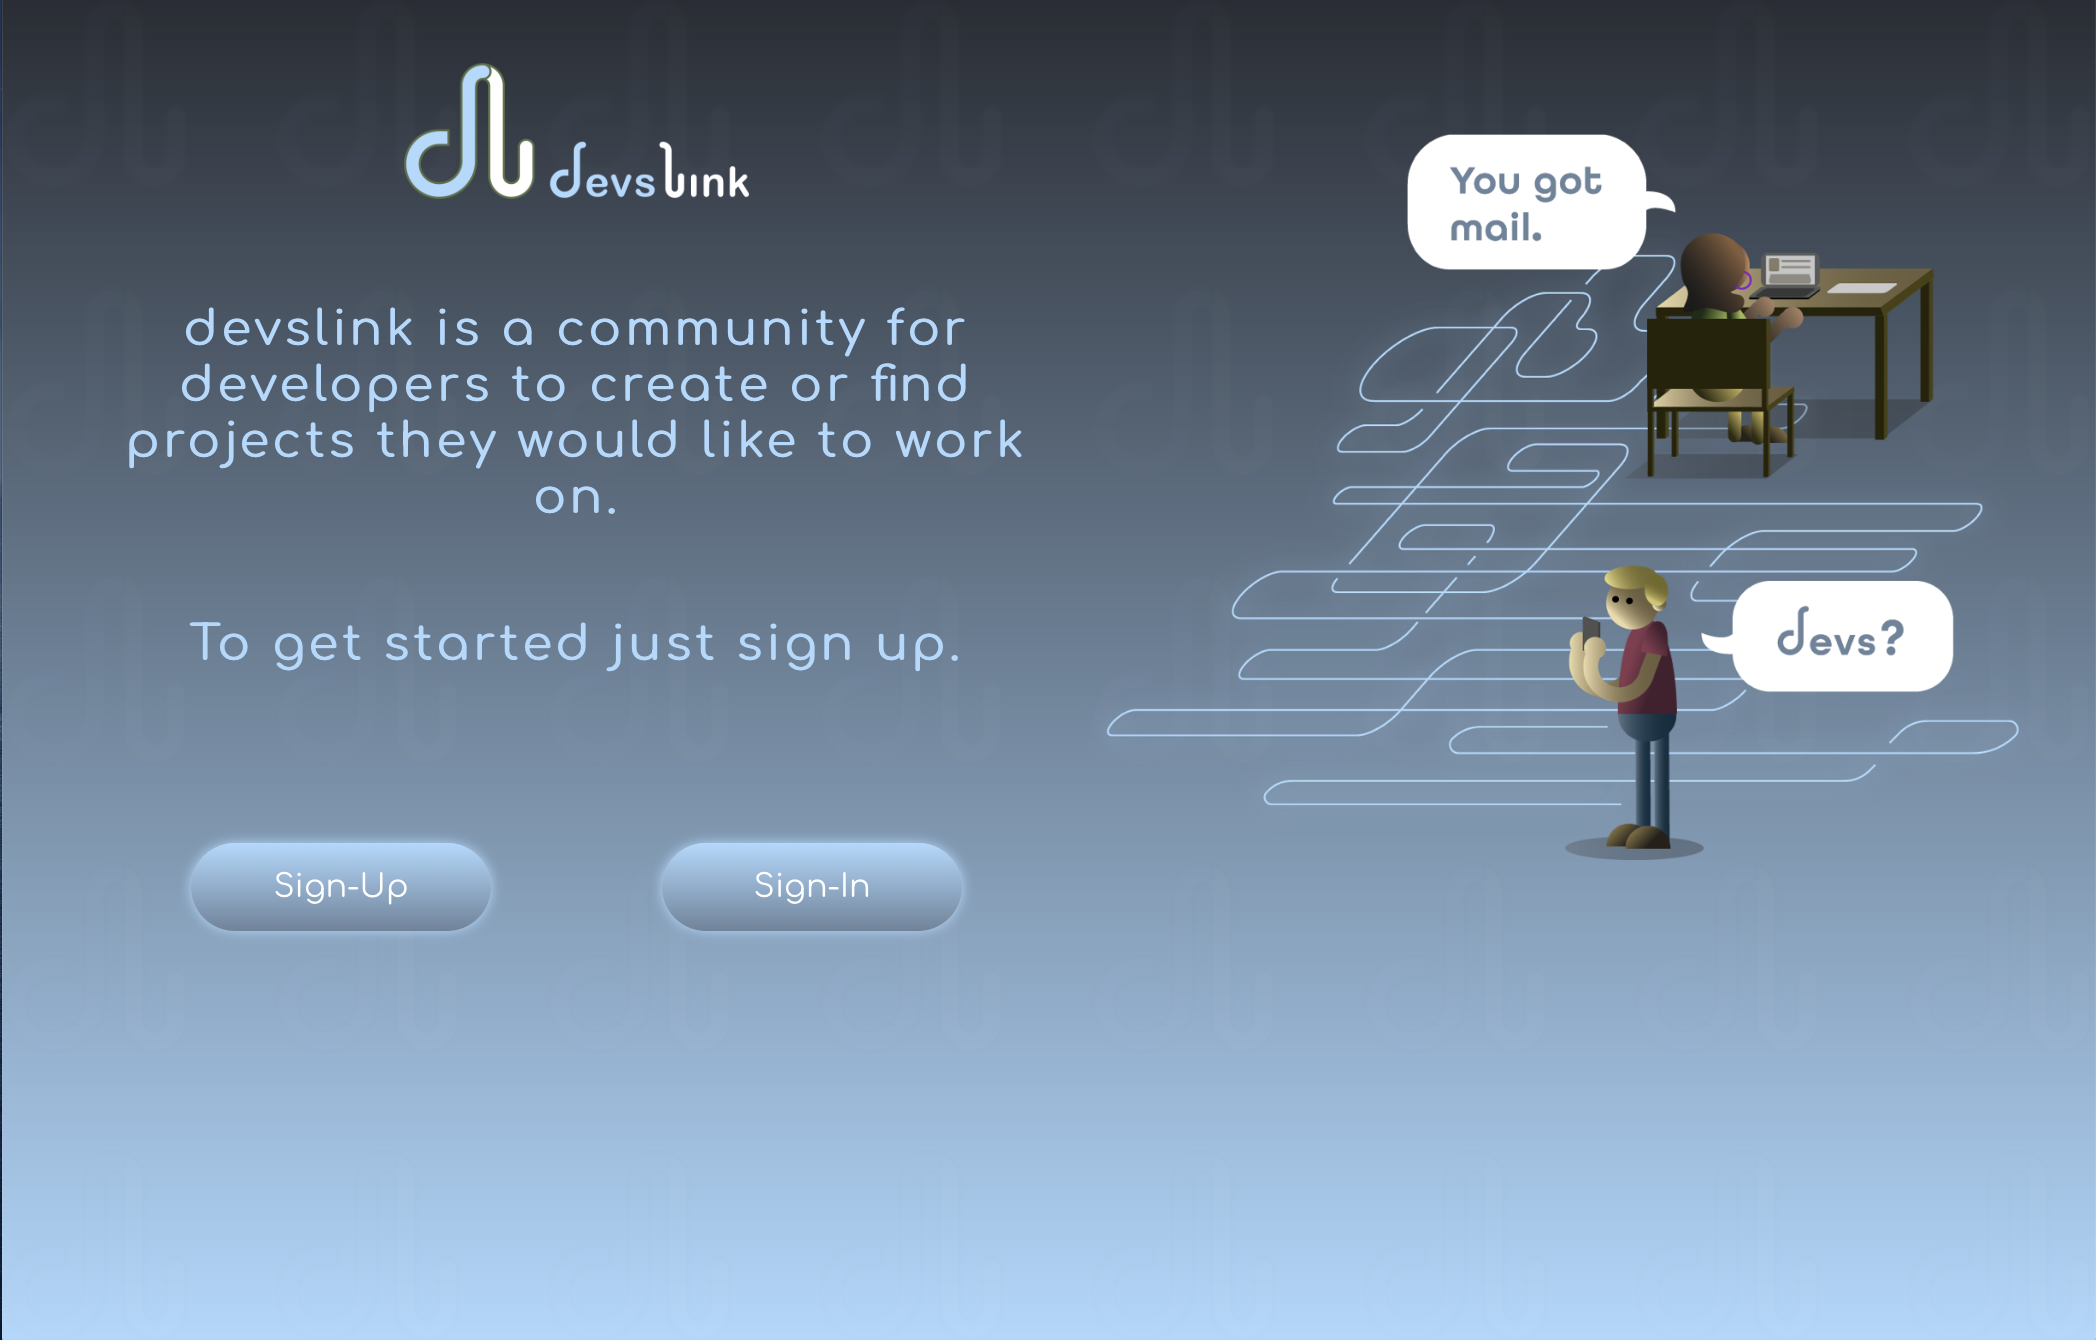 devslink
devslink is a community for
developers to create or find
projects they would like to work
on.
To get started just sign up.
Sign-Up
Sign-In
You got
mail.
devs?